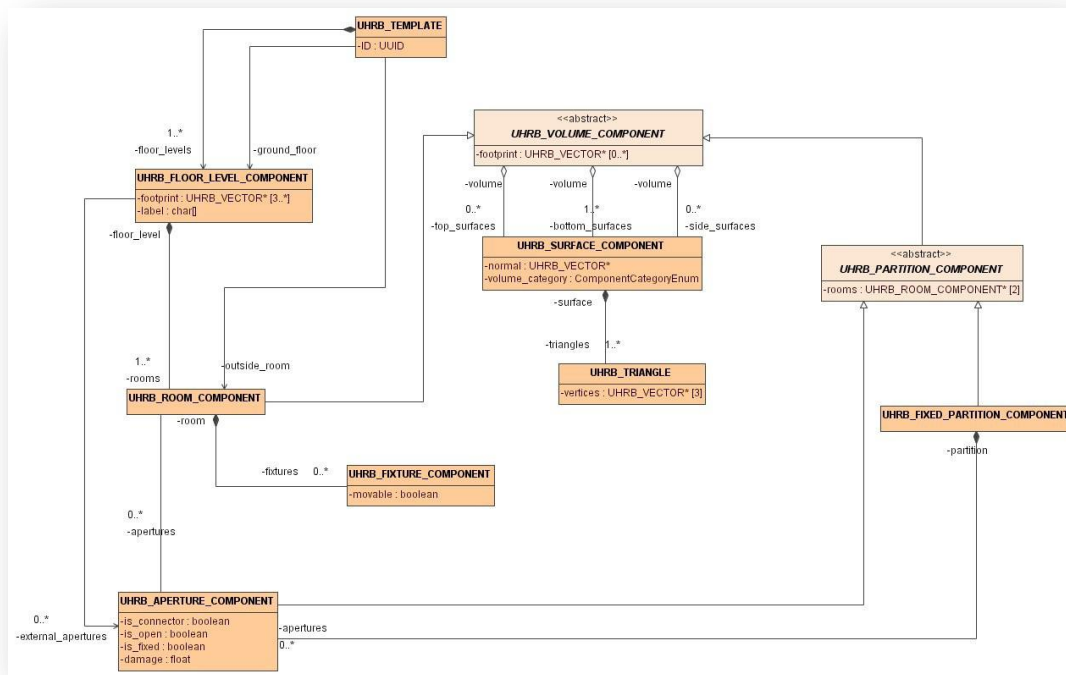 UHRB_TEMPLATE
-ID : UUID
1..*
-floor_levels
-ground_floor
<<abstract>>
UHRB_VOLUME_COMPONENT
-footprint : UHRB_VECTOR* [0..*]
UHRB_FLOOR_LEVEL_COMPONENT
-footprint : UHRB_VECTOR* [3..*]
-label : char[]
-floor_level
-volume
-volume
-volume
0..*
-top_surfaces
1..*
-bottom_surfaces
0..*
-side_surfaces
UHRB_SURFACE_COMPONENT
-normal : UHRB_VECTOR*
-volume_category : ComponentCategoryEnum
-surface
<<abstract>>
UHRB_PARTITION_COMPONENT
-rooms : UHRB_ROOM_COMPONENT* [2]
-triangles
1..*
UHRB_TRIANGLE
-vertices : UHRB_VECTOR* [3]
1..*
-rooms
-outside_room
UHRB_ROOM_COMPONENT
-room
UHRB_FIXED_PARTITION_COMPONENT
-partition
-fixtures
0..*
UHRB_FIXTURE_COMPONENT
-movable : boolean
0..*
-apertures
UHRB_APERTURE_COMPONENT
-is_connector : boolean
-is_open : boolean
-is_fixed : boolean
-damage : float
0..*
-external_apertures
-apertures
0..*